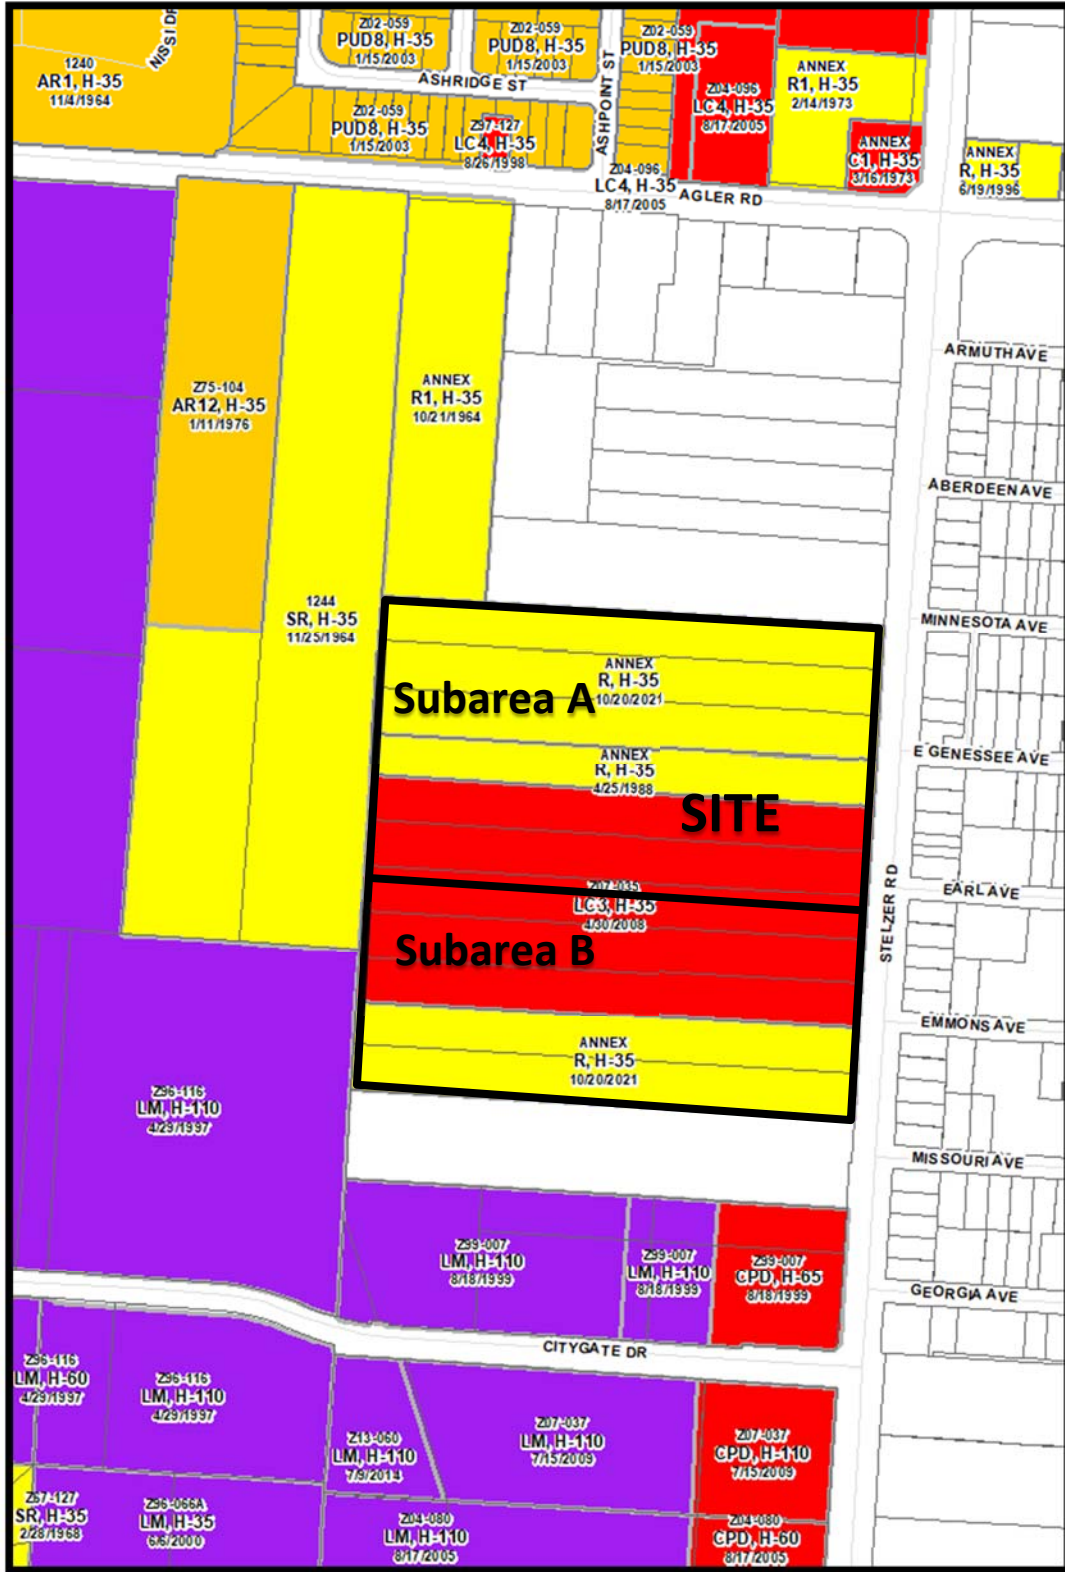 NISSI DR
1240
AR1, H-35
11/4/1964
Z02-059
PUD8, H-35
1/15/2003
Z02-059
PUD8, H-35
1/15/2003
Z02-059
PUD8, H-35
1/15/2003
ASHRIDGE ST
ASHPOINT ST
Z02-059
PUD8, H-35
1/15/2003
Z97-127
LC4, H-35
8/26/1998
Z04-096
LC4, H-35
8/17/2005
Z04-096
LC4, H-35
8/17/2005
ANNEX
R1, H-35
2/14/1973
ANNEX
C1, H-35
3/16/1973
ANNEX
R, H-35
6/19/1996
AGLER RD
ARMUTH AVE
Z75-104
AR12, H-35
1/11/1976
ANNEX
R1, H-35
10/21/1964
ABERDEEN AVE
1244
SR, H-35
11/25/1964
MINNESOTA AVE
ANNEX
R, H-35
10/20/2021
Subarea A
ANNEX
R, H-35
4/25/1988
E GENESSEE AVE
SITE
Z07-035
LC3, H-35
4/30/2008
EARL AVE
STELZER RD
Subarea B
EMMONS AVE
ANNEX
R, H-35
10/20/2021
Z96-116
LM, H-110
4/29/1997
MISSOURI AVE
Z99-007
LM, H-110
8/18/1999
Z99-007
LM, H-110
8/18/1999
Z99-007
CPD, H-65
8/18/1999
GEORGIA AVE
CITYGATE DR
Z96-116
LM, H-60
4/29/1997
Z96-116
LM, H-110
4/29/1997
Z13-060
LM, H-110
7/9/2014
Z07-037
LM, H-110
7/15/2009
Z07-037
CPD, H-110
7/15/2009
Z67-127
SR, H-35
2/28/1968
Z96-066A
LM, H-35
6/6/2000
Z04-080
LM, H-110
8/17/2005
Z04-080
CPD, H-60
8/17/2005